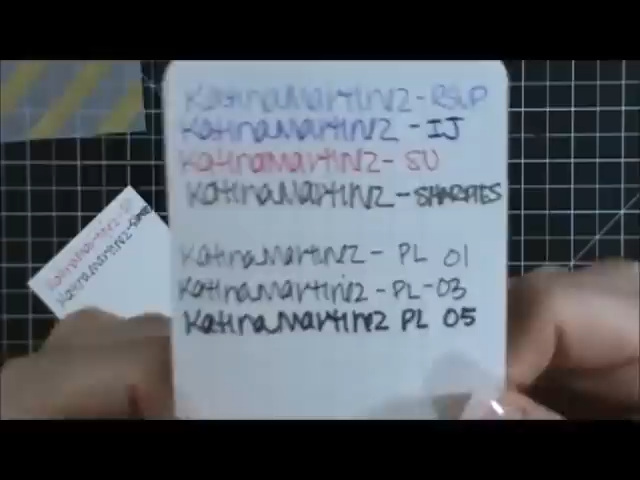 KatinaMartinez - RSVP
KatinaMartinez - IJ
KatinaMartinez - SU
KatinaMartinez - SHARPIES
KatinaMartinez - PL 01
KatinaMartinez - PL - 03
KatinaMartinez PL 05